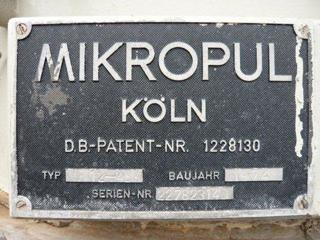 MIKROPUL
KÖLN
D.B-PATENT-NR. 1228130
TYP BAUJAHR
SERIEN-NR.